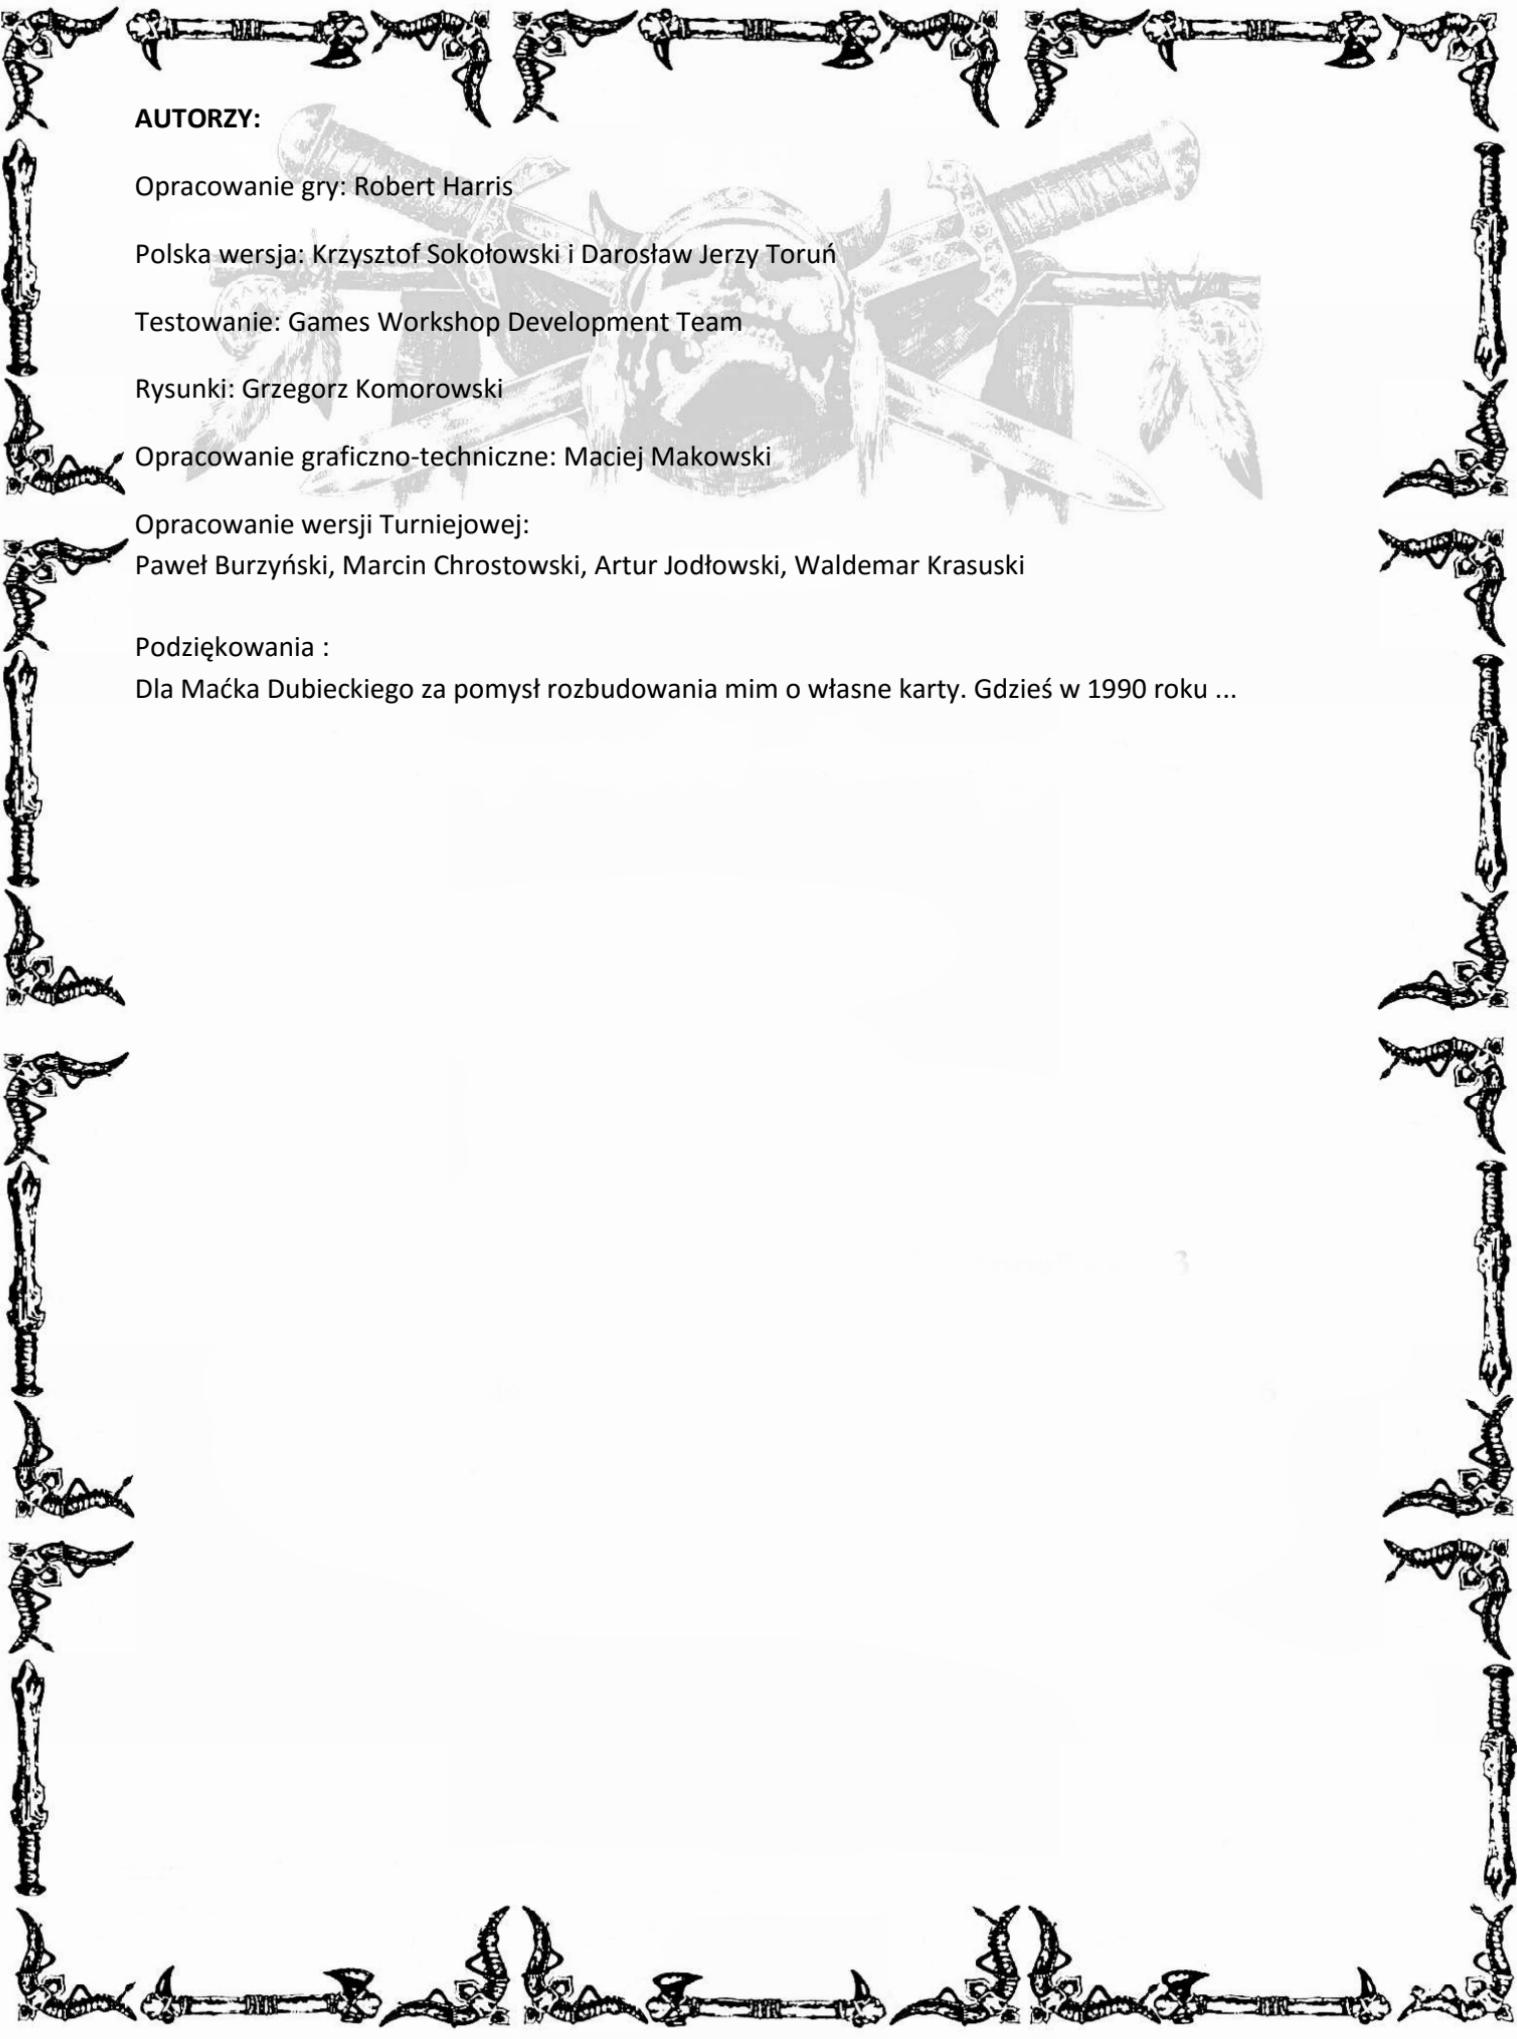 AUTORZY:
Opracowanie gry: Robert Harris
Polska wersja: Krzysztof Sokołowski i Darosław Jerzy Toruń
Testowanie: Games Workshop Development Team
Rysunki: Grzegorz Komorowski
Opracowanie graficzno-techniczne: Maciej Makowski
Opracowanie wersji Turniejowej:
Paweł Burzyński, Marcin Chrostowski, Artur Jodłowski, Waldemar Krasuski
Podziękowania :
Dla Maćka Dubieckiego za pomysł rozbudowania mim o własne karty. Gdzieś w 1990 roku ...